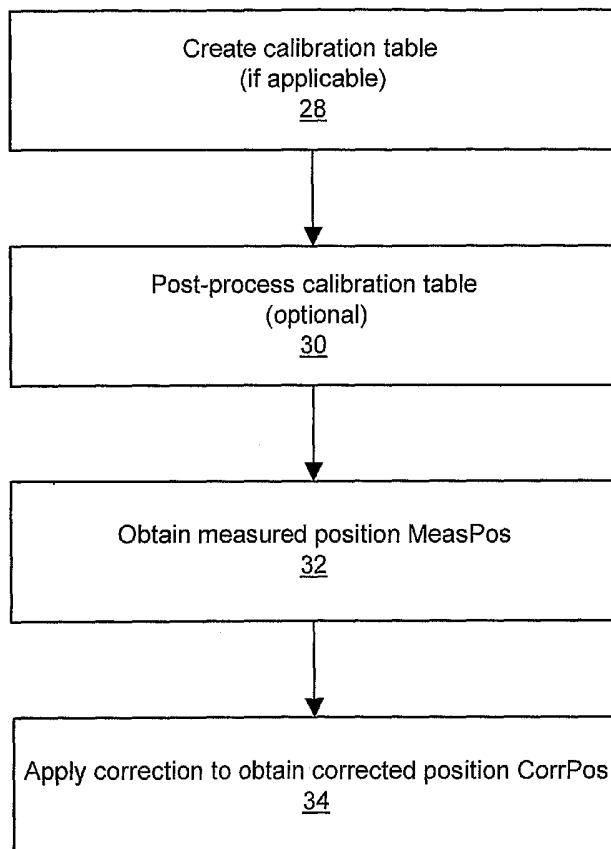 Create calibration table
(if applicable)
28
Post-process calibration table
(optional)
30
Obtain measured position MeasPos
32
Apply correction to obtain corrected position CorrPos
34